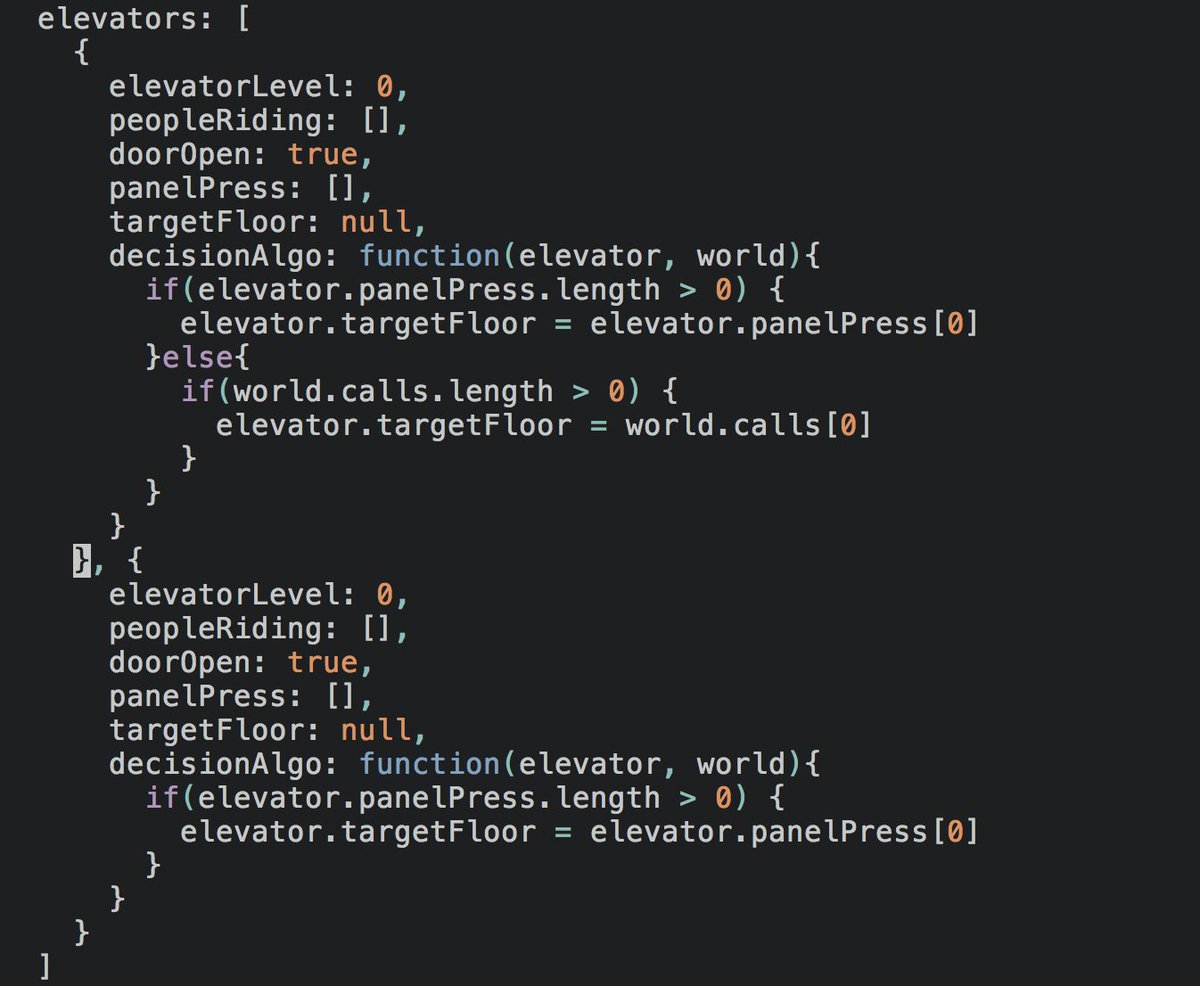 elevators: [
  {
    elevatorLevel: 0,
    peopleRiding: [],
    doorOpen: true,
    panelPress: [],
    targetFloor: null,
    decisionAlgo: function(elevator, world){
      if(elevator.panelPress.length > 0) {
        elevator.targetFloor = elevator.panelPress[0]
      }else{
        if(world.calls.length > 0) {
          elevator.targetFloor = world.calls[0]
        }
      }
    }
  }, {
    elevatorLevel: 0,
    peopleRiding: [],
    doorOpen: true,
    panelPress: [],
    targetFloor: null,
    decisionAlgo: function(elevator, world){
      if(elevator.panelPress.length > 0) {
        elevator.targetFloor = elevator.panelPress[0]
      }
    }
  }
]